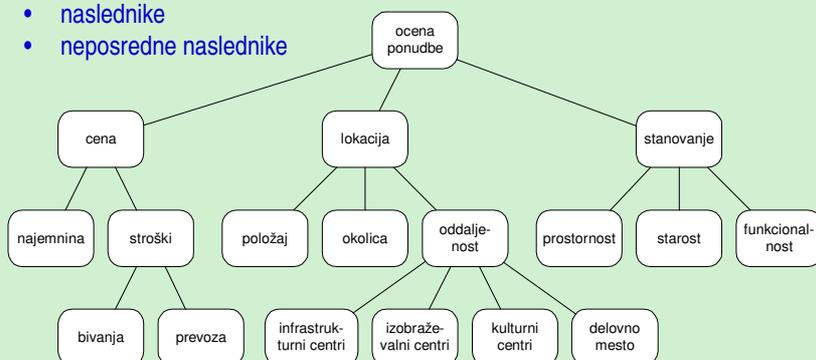 • naslednike
• neposredne naslednike
ocena
ponudbe
cena
lokacija
stanovanje
najemnina
stroški
položaj
okolica
oddalje-
nost
prostornost
starost
funkcional-
nost
bivanja
prevoza
infrastruk-
turni centri
izobraže-
valni centri
kulturni
centri
delovno
mesto